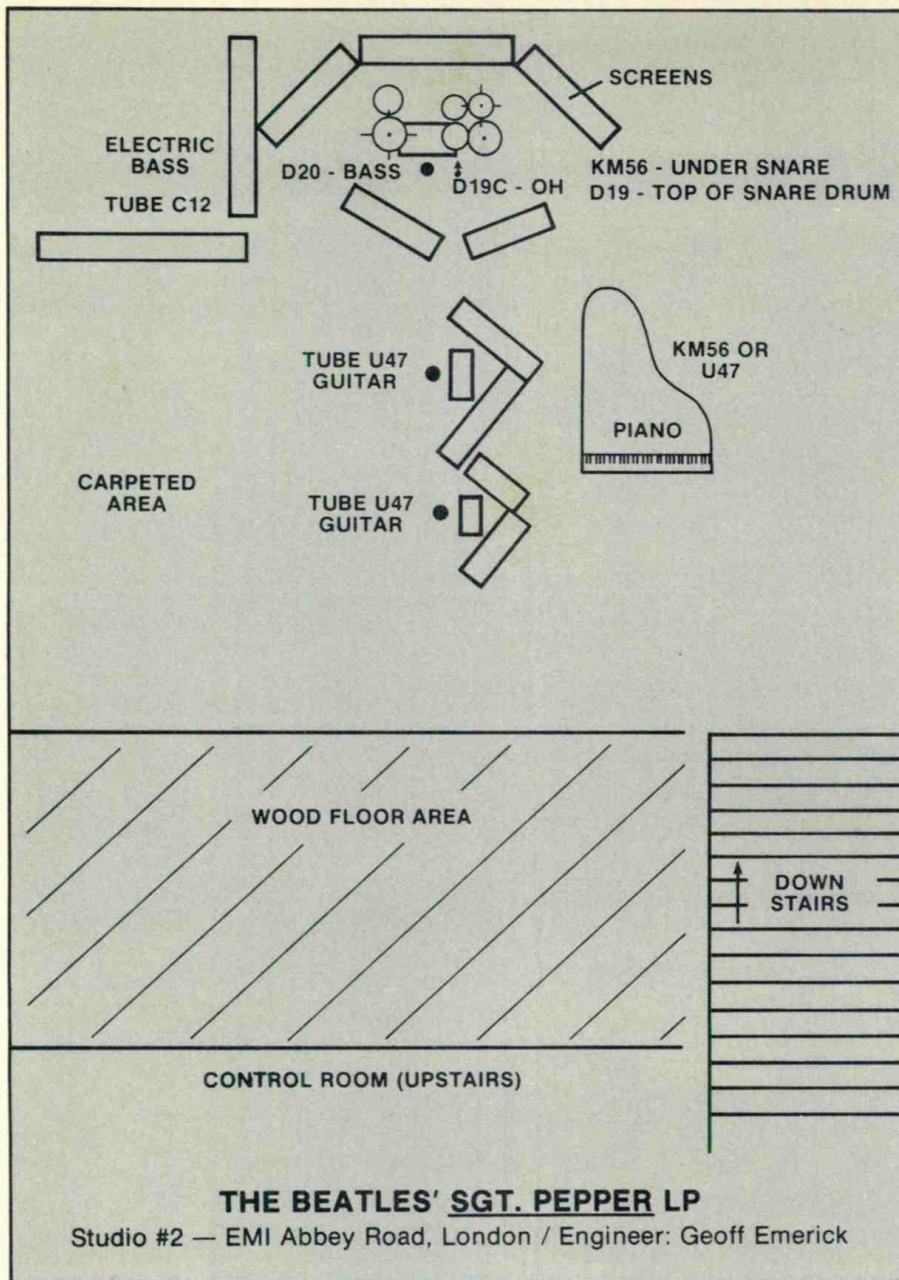 SCREENS
ELECTRIC
BASS
TUBE C12
D20 - BASS
D19C - OH
KM56 - UNDER SNARE
D19 - TOP OF SNARE DRUM
TUBE U47
GUITAR
KM56 OR
U47
PIANO
CARPETED
AREA
TUBE U47
GUITAR
WOOD FLOOR AREA
DOWN
STAIRS
CONTROL ROOM (UPSTAIRS)
THE BEATLES' SGT. PEPPER LP
Studio #2 — EMI Abbey Road, London / Engineer: Geoff Emerick